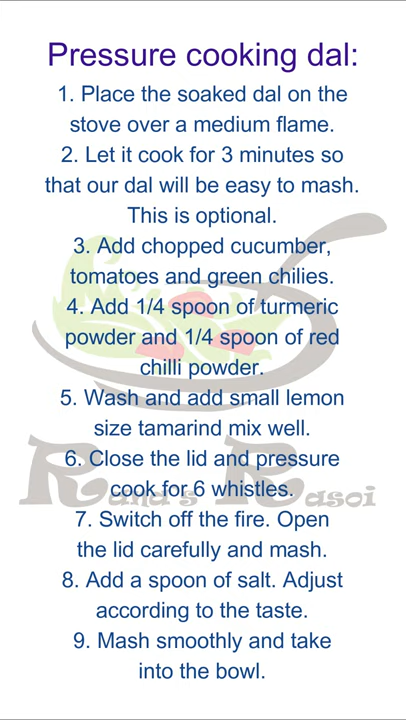 Pressure cooking dal:
1. Place the soaked dal on the
stove over a medium flame.
2. Let it cook for 3 minutes so
that our dal will be easy to mash.
This is optional.
3. Add chopped cucumber,
tomatoes and green chilies.
4. Add 1/4 spoon of turmeric
powder and 1/4 spoon of red
chilli powder.
5. Wash and add small lemon
size tamarind mix well.
6. Close the lid and pressure
cook for 6 whistles.
Rana's Rasoi
7. Switch off the fire. Open
the lid carefully and mash.
8. Add a spoon of salt. Adjust
according to the taste.
9. Mash smoothly and take
into the bowl.